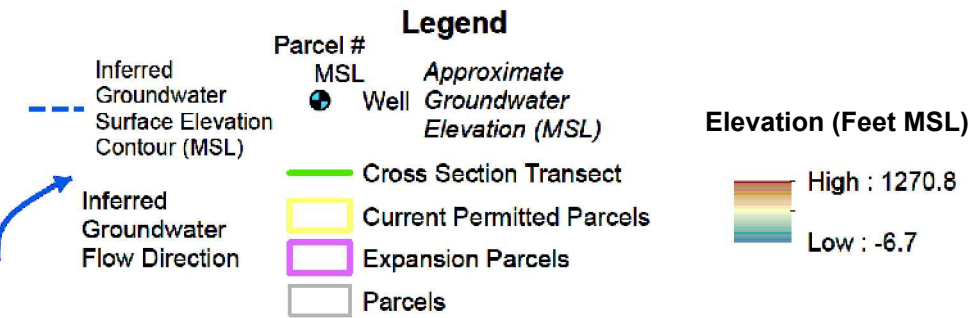 Legend
Inferred
Groundwater
Surface Elevation
Contour (MSL)
Inferred
Groundwater
Flow Direction
Parcel #
MSL
Well
Approximate
Groundwater
Elevation (MSL)
Cross Section Transect
Current Permitted Parcels
Expansion Parcels
Parcels
Elevation (Feet MSL)
High : 1270.8
Low : -6.7